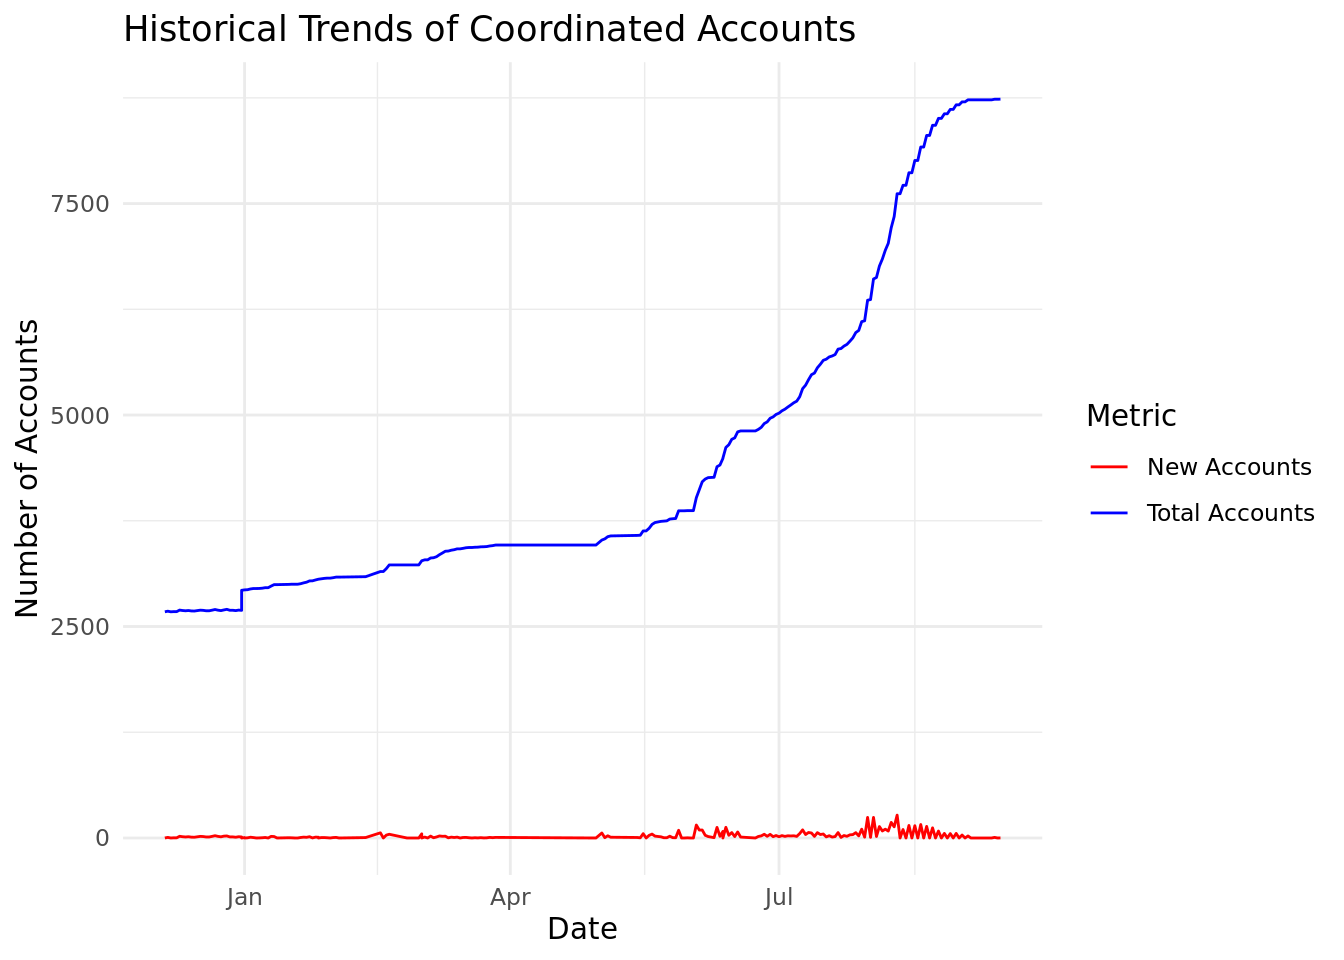 Historical Trends of Coordinated Accounts
Number of Accounts
7500
5000
2500
0
Jan
Apr
Jul
Date
Metric
New Accounts
Total Accounts